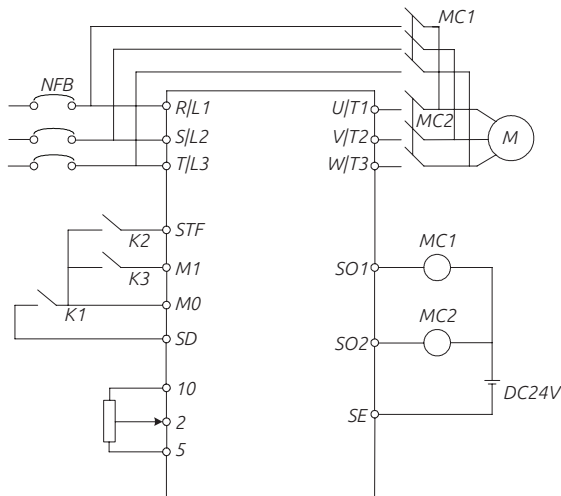 MC1
NFB
R/L1
U/T1
MC2
S/L2
V/T2
M
T/L3
W/T3
STF
K2
M1
K3
M0
K1
SD
10
2
5
MC1
SO1
MC2
SO2
DC24V
SE